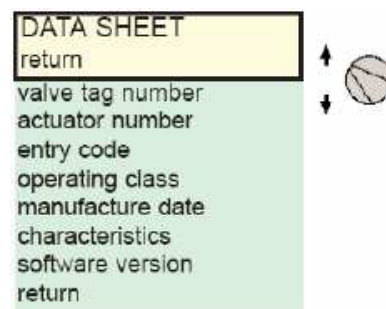 DATA SHEET
return
valve tag number
actuator number
entry code
operating class
manufacture date
characteristics
software version
return